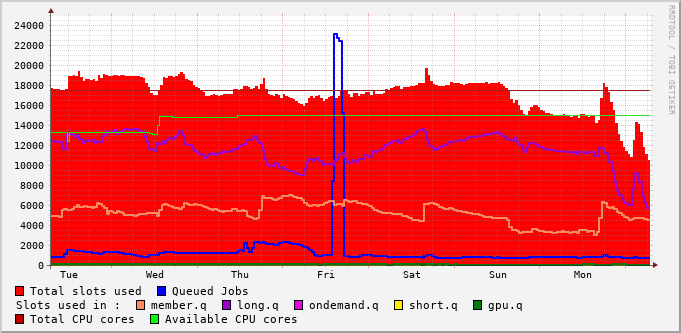 24000
22000
20000
18000
16000
14000
12000
10000
8000
6000
4000
2000
0
Tue Wed Thu Fri Sat Sun Mon
RRDTOOL / TOBI OETIKER
Total slots used Queued Jobs
Slots used in : member.q long.q ondemand.q short.q gpu.q
Total CPU cores Available CPU cores